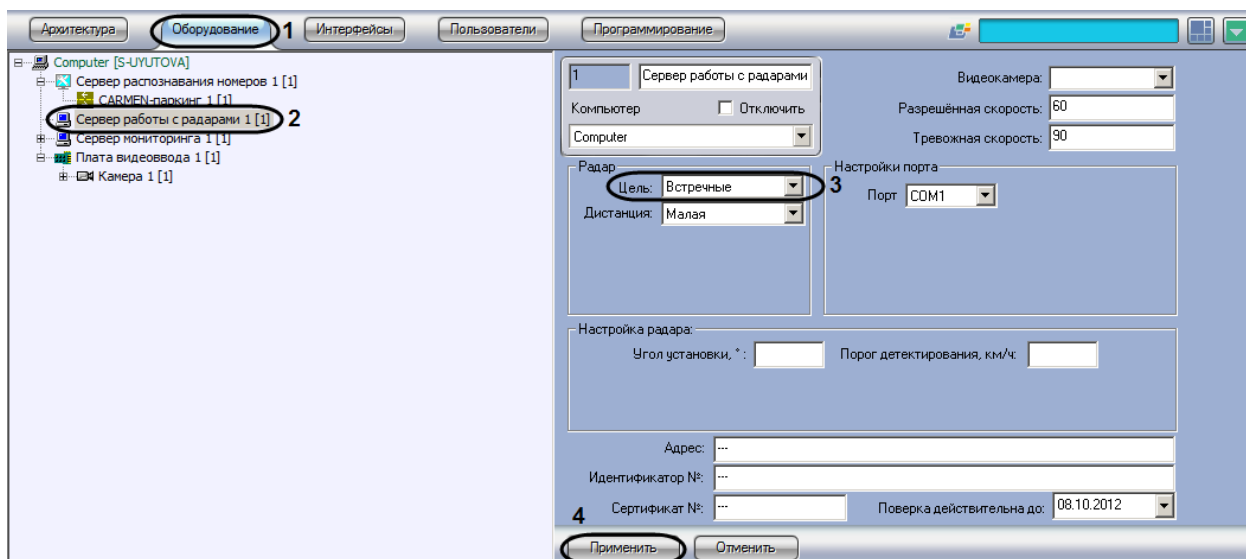 Архитектура Оборудование 1 Интерфейсы Пользователи Программирование
Computer [S-UYUTOVA]
Сервер распознавания номеров 1 [1]
CARMEN-паркинг 1 [1]
Сервер работы с радарами 1 [1] 2
Сервер мониторинга 1 [1]
Плата видеоввода 1 [1]
Камера 1 [1]
1 Сервер работы с радарами
Компьютер Отключить
Computer
Видеокамера:
Разрешённая скорость: 60
Тревожная скорость: 90
Радар
Цель: Встречные 3
Дистанция: Малая
Настройки порта
Порт COM1
Настройка радара:
Угол установки, ° : Порог детектирования, км/ч:
Адрес: ---
Идентификатор №: ---
Сертификат №: --- Поверка действительна до: 08.10.2012
4
Применить Отменить